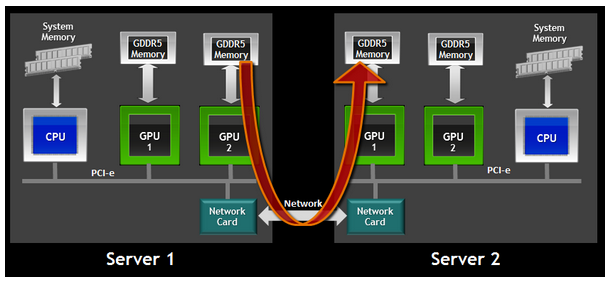 System
Memory
GDDR5
Memory
GDDR5
Memory
CPU
GPU
1
GPU
2
PCI-e
Network
Card
Server 1
Network
GDDR5
Memory
GDDR5
Memory
System
Memory
GPU
1
GPU
2
CPU
PCI-e
Network
Card
Server 2